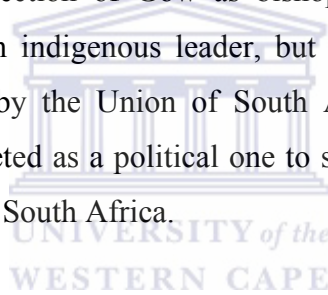 ection of Gow as bishop
n indigenous leader, but
by the Union of South A
eted as a political one to s
South Africa.
UNIVERSITY of the
WESTERN CAPE